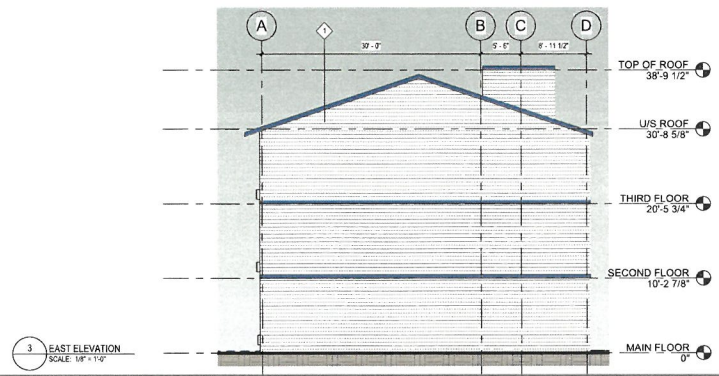 A
B
C
D
1
30' - 0"
5' - 6"
8' - 11 1/2"
TOP OF ROOF
38'-9 1/2"
U/S ROOF
30'-8 5/8"
THIRD FLOOR
20'-5 3/4"
SECOND FLOOR
10'-2 7/8"
MAIN FLOOR
0"
3
EAST ELEVATION
SCALE: 1/8" = 1'-0"